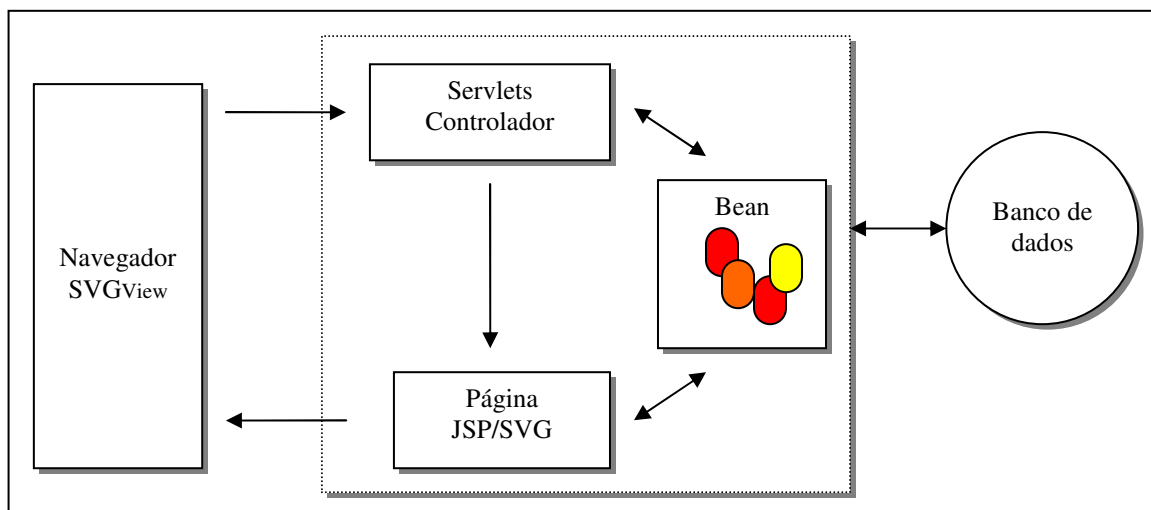 Navegador
SVGView
Servlets
Controlador
Bean
Página
JSP/SVG
Banco de
dados